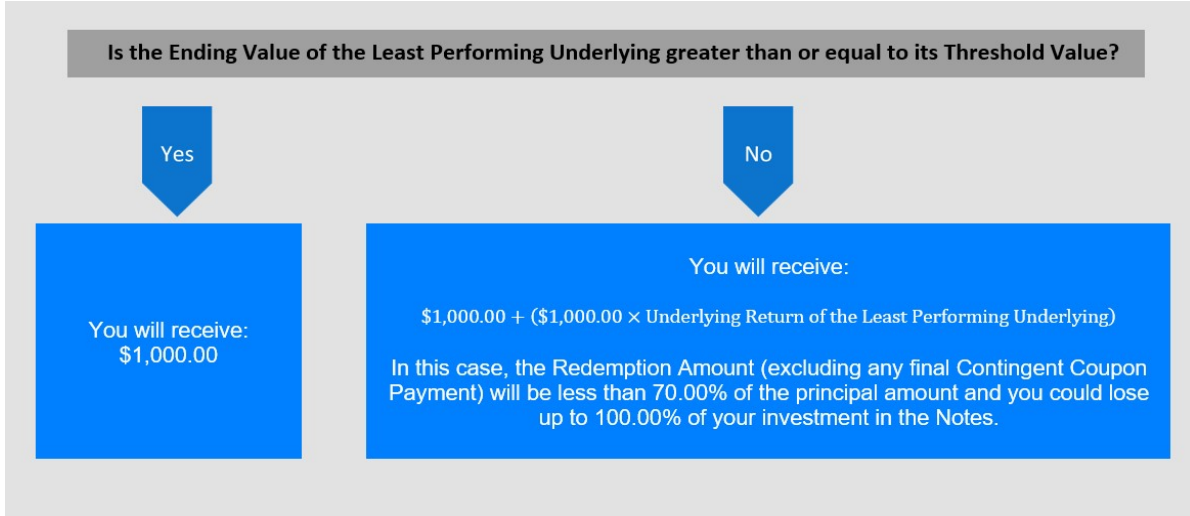 Is the Ending Value of the Least Performing Underlying greater than or equal to its Threshold Value?
Yes
No
You will receive:
$1,000.00
You will receive:
$1,000.00 + ($1,000.00 × Underlying Return of the Least Performing Underlying)
In this case, the Redemption Amount (excluding any final Contingent Coupon
Payment) will be less than 70.00% of the principal amount and you could lose
up to 100.00% of your investment in the Notes.